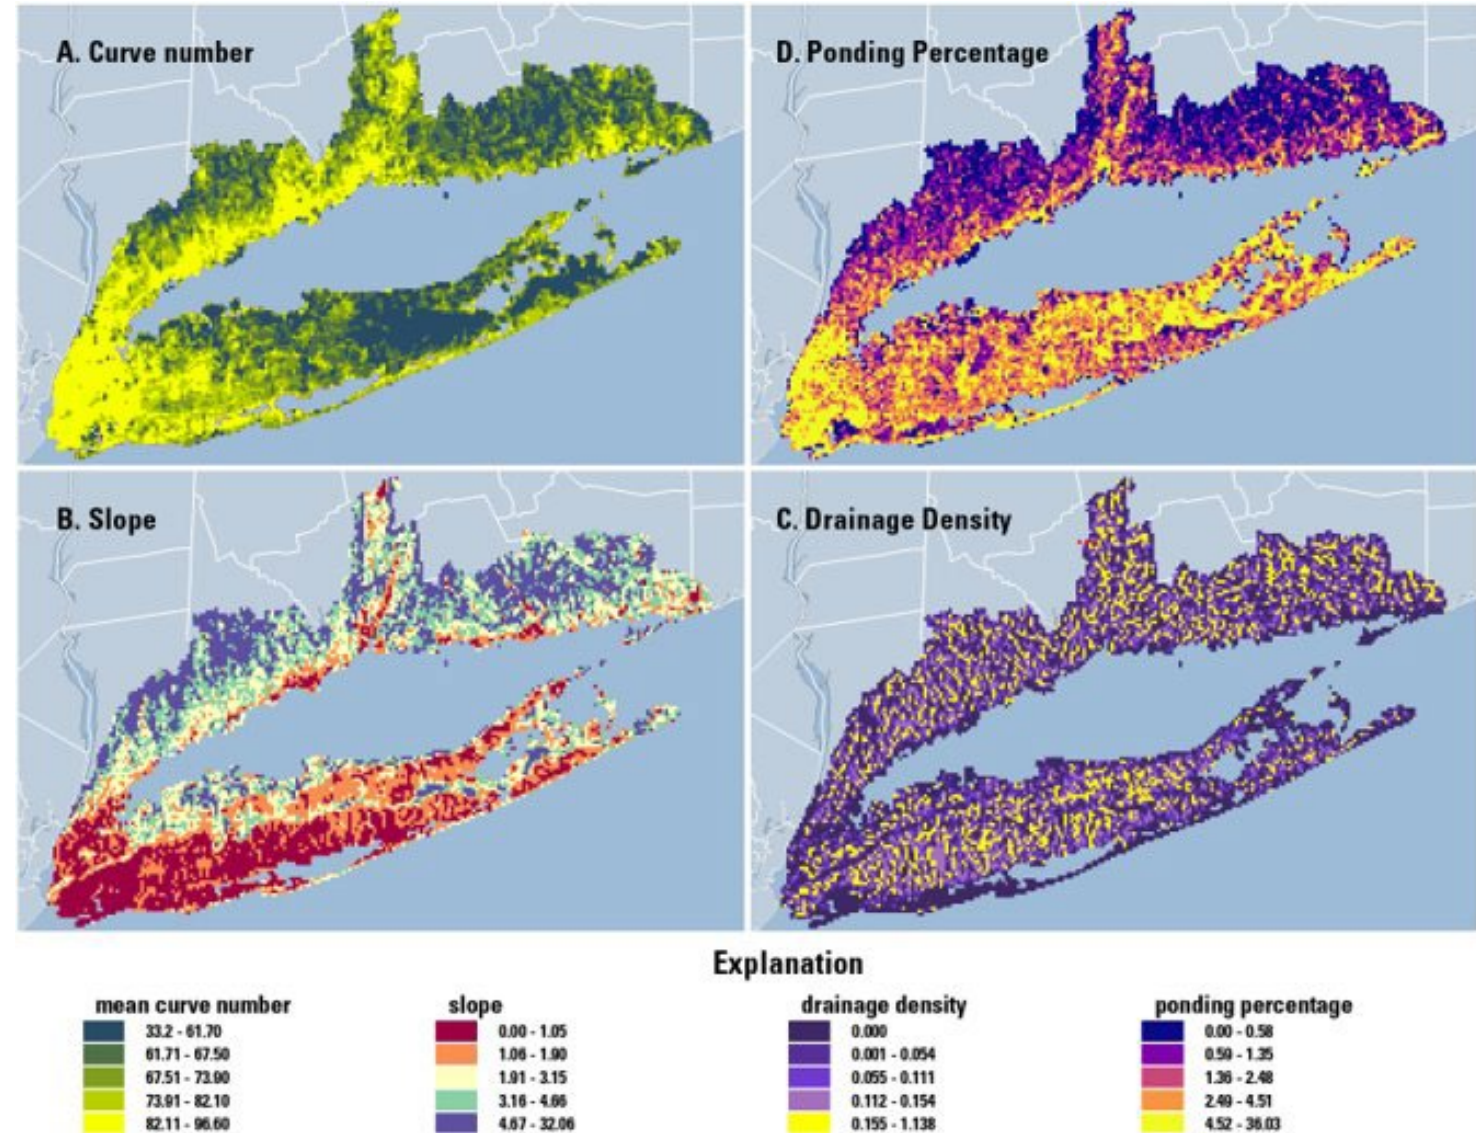 A. Curve number
D. Ponding Percentage
B. Slope
C. Drainage Density
Explanation
mean curve number
33.2 - 61.70
61.71 - 67.50
67.51 - 73.90
73.91 - 82.10
82.11 - 96.60
slope
0.00 - 1.05
1.06 - 1.90
1.91 - 3.15
3.16 - 4.66
4.67 - 32.06
drainage density
0.000
0.001 - 0.054
0.055 - 0.111
0.112 - 0.154
0.155 - 1.138
ponding percentage
0.00 - 0.58
0.59 - 1.35
1.36 - 2.48
2.49 - 4.51
4.52 - 36.03